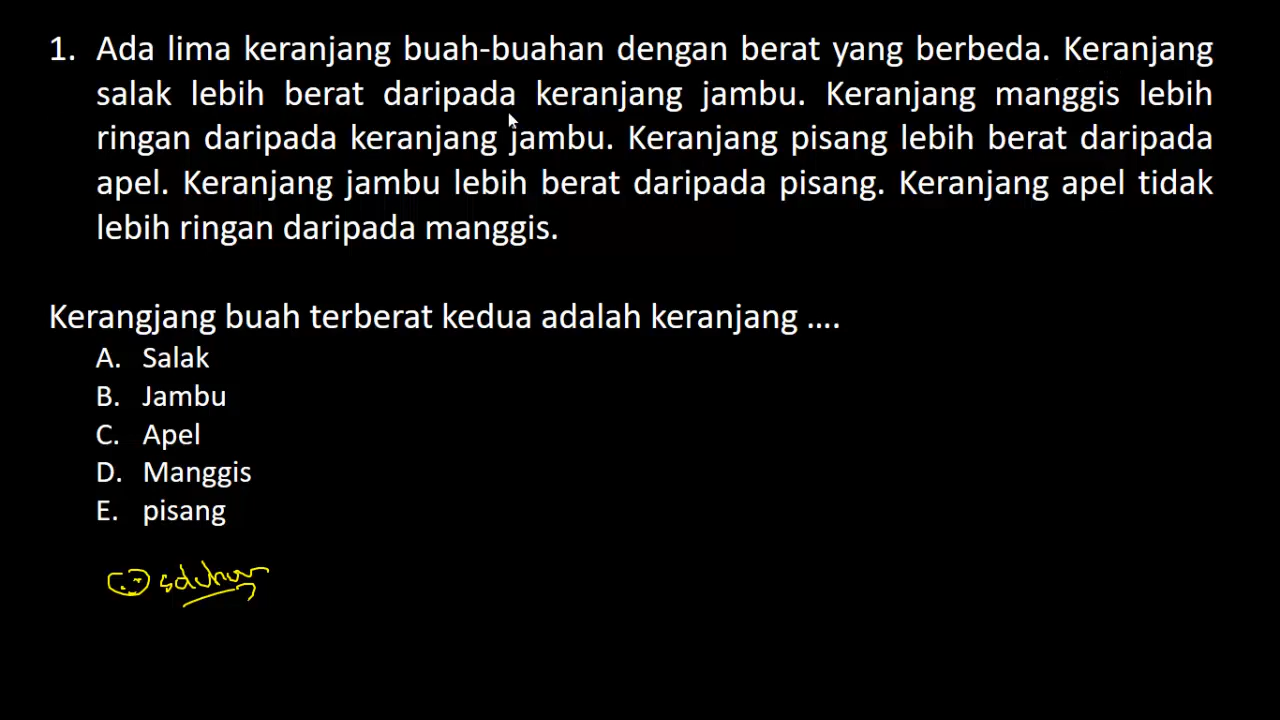 1. Ada lima keranjang buah-buahan dengan berat yang berbeda. Keranjang
salak lebih berat daripada keranjang jambu. Keranjang manggis lebih
ringan daripada keranjang jambu. Keranjang pisang lebih berat daripada
apel. Keranjang jambu lebih berat daripada pisang. Keranjang apel tidak
lebih ringan daripada manggis.
Kerangjang buah terberat kedua adalah keranjang ....
A. Salak
B. Jambu
C. Apel
D. Manggis
E. pisang